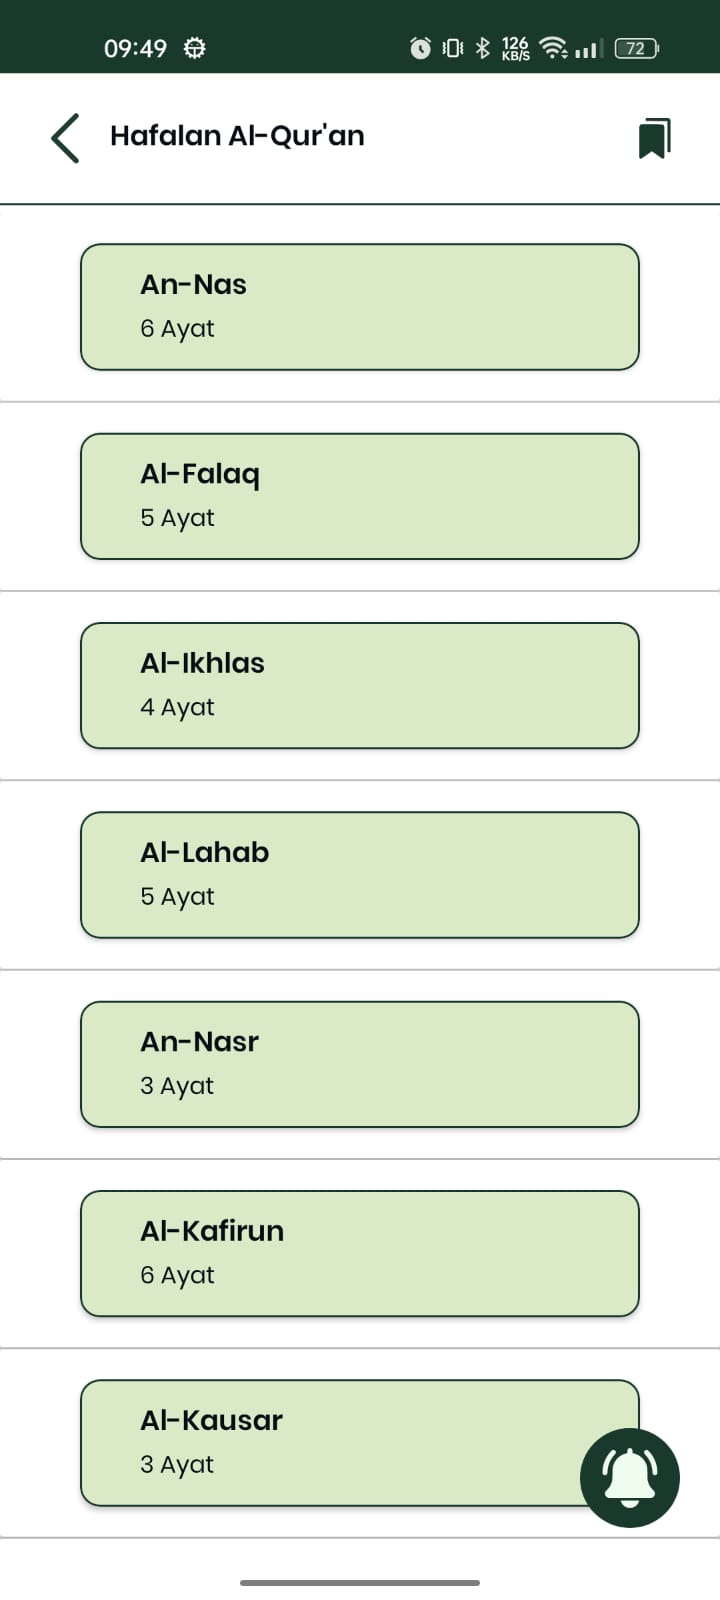 09:49
126
KB/S
72
Hafalan Al-Qur'an
An-Nas
6 Ayat
Al-Falaq
5 Ayat
Al-Ikhlas
4 Ayat
Al-Lahab
5 Ayat
An-Nasr
3 Ayat
Al-Kafirun
6 Ayat
Al-Kausar
3 Ayat